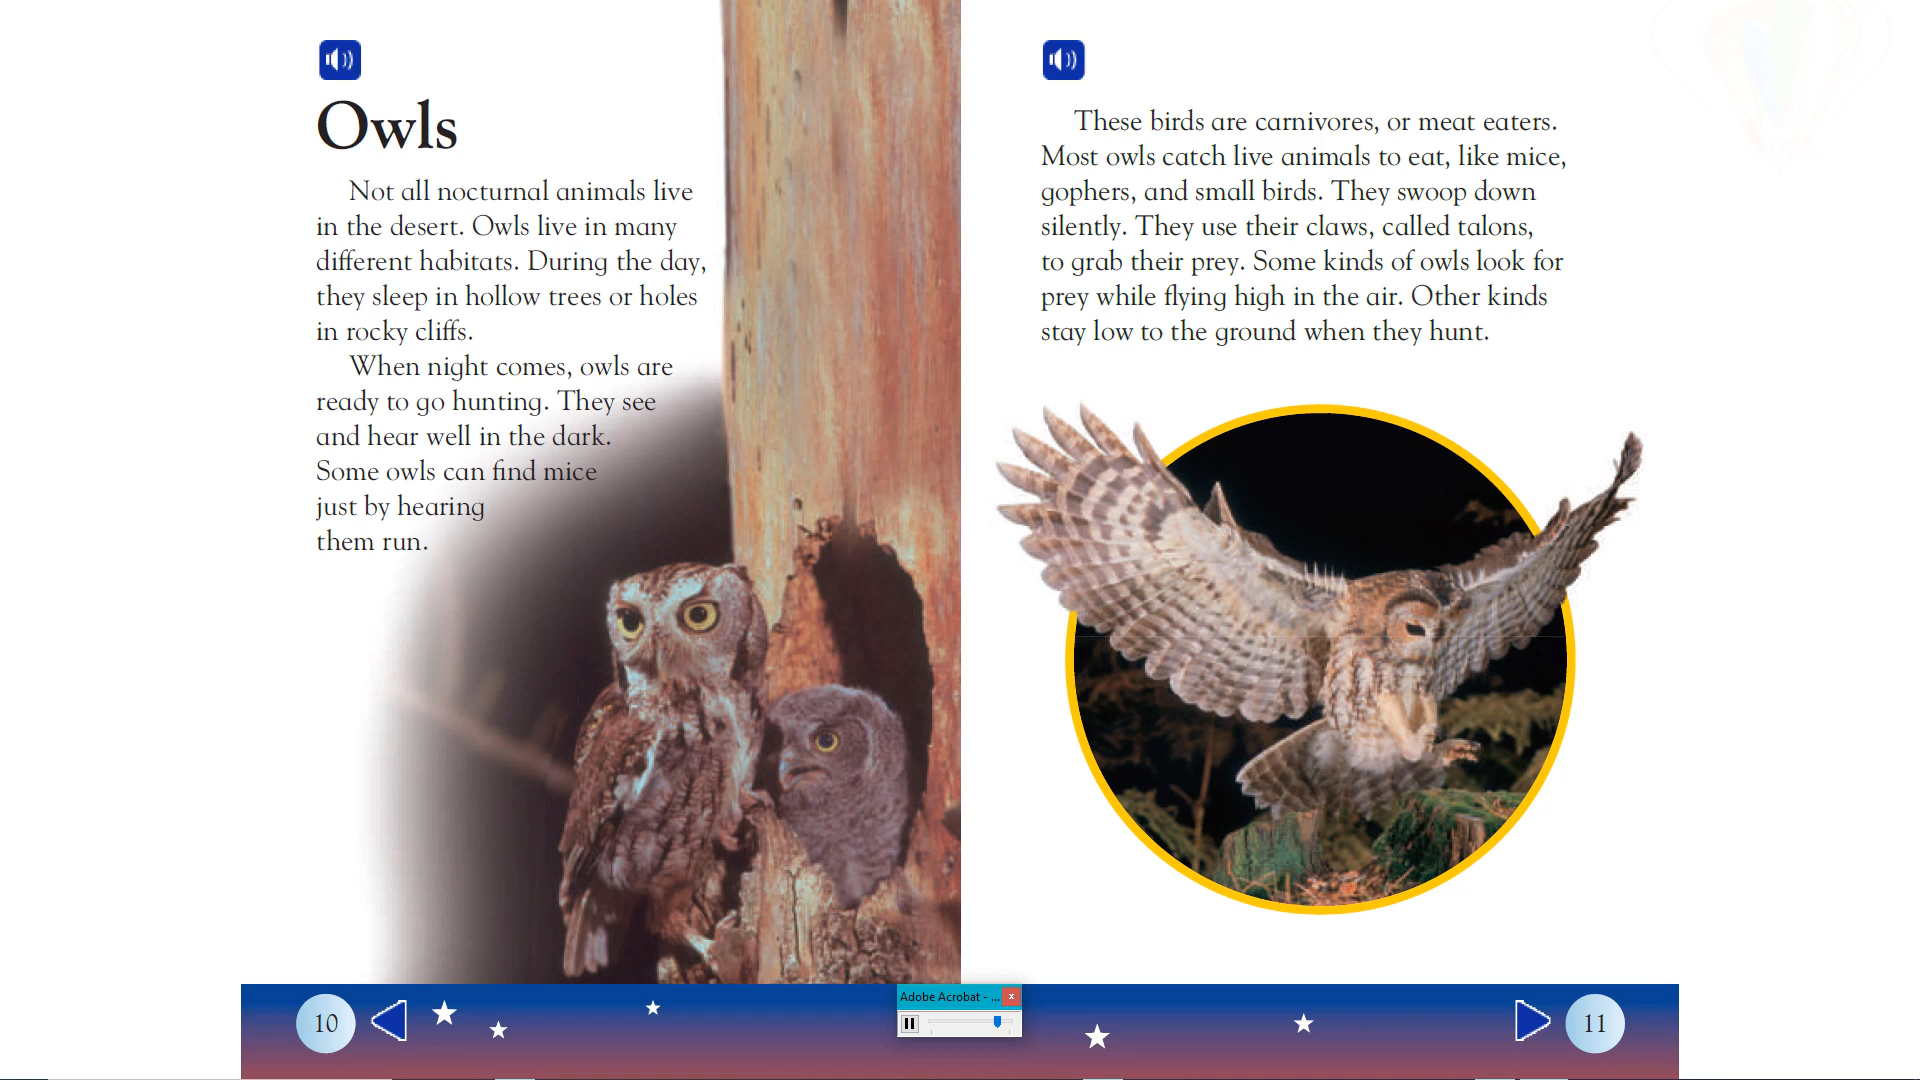 Owls
Not all nocturnal animals live
in the desert. Owls live in many
different habitats. During the day,
they sleep in hollow trees or holes
in rocky cliffs.
When night comes, owls are
ready to go hunting. They see
and hear well in the dark.
Some owls can find mice
just by hearing
them run.
These birds are carnivores, or meat eaters.
Most owls catch live animals to eat, like mice,
gophers, and small birds. They swoop down
silently. They use their claws, called talons,
to grab their prey. Some kinds of owls look for
prey while flying high in the air. Other kinds
stay low to the ground when they hunt.
10
Adobe Acrobat - ...
11